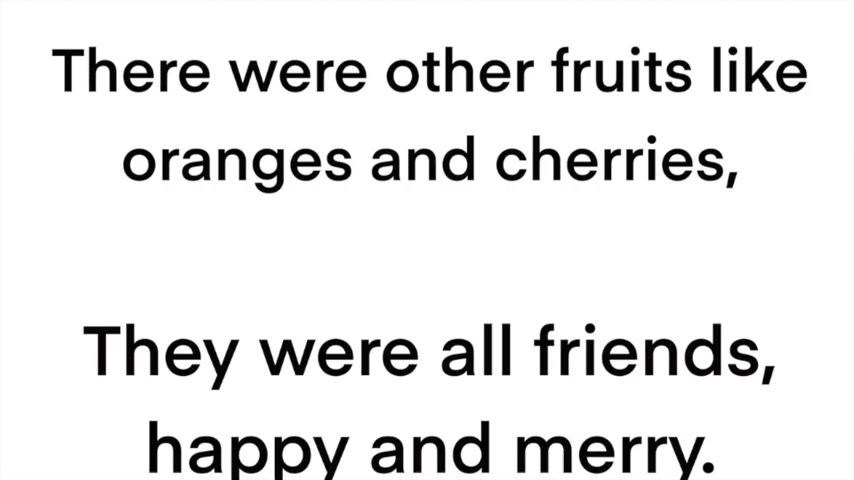 There were other fruits like
oranges and cherries,
They were all friends,
happy and merry.